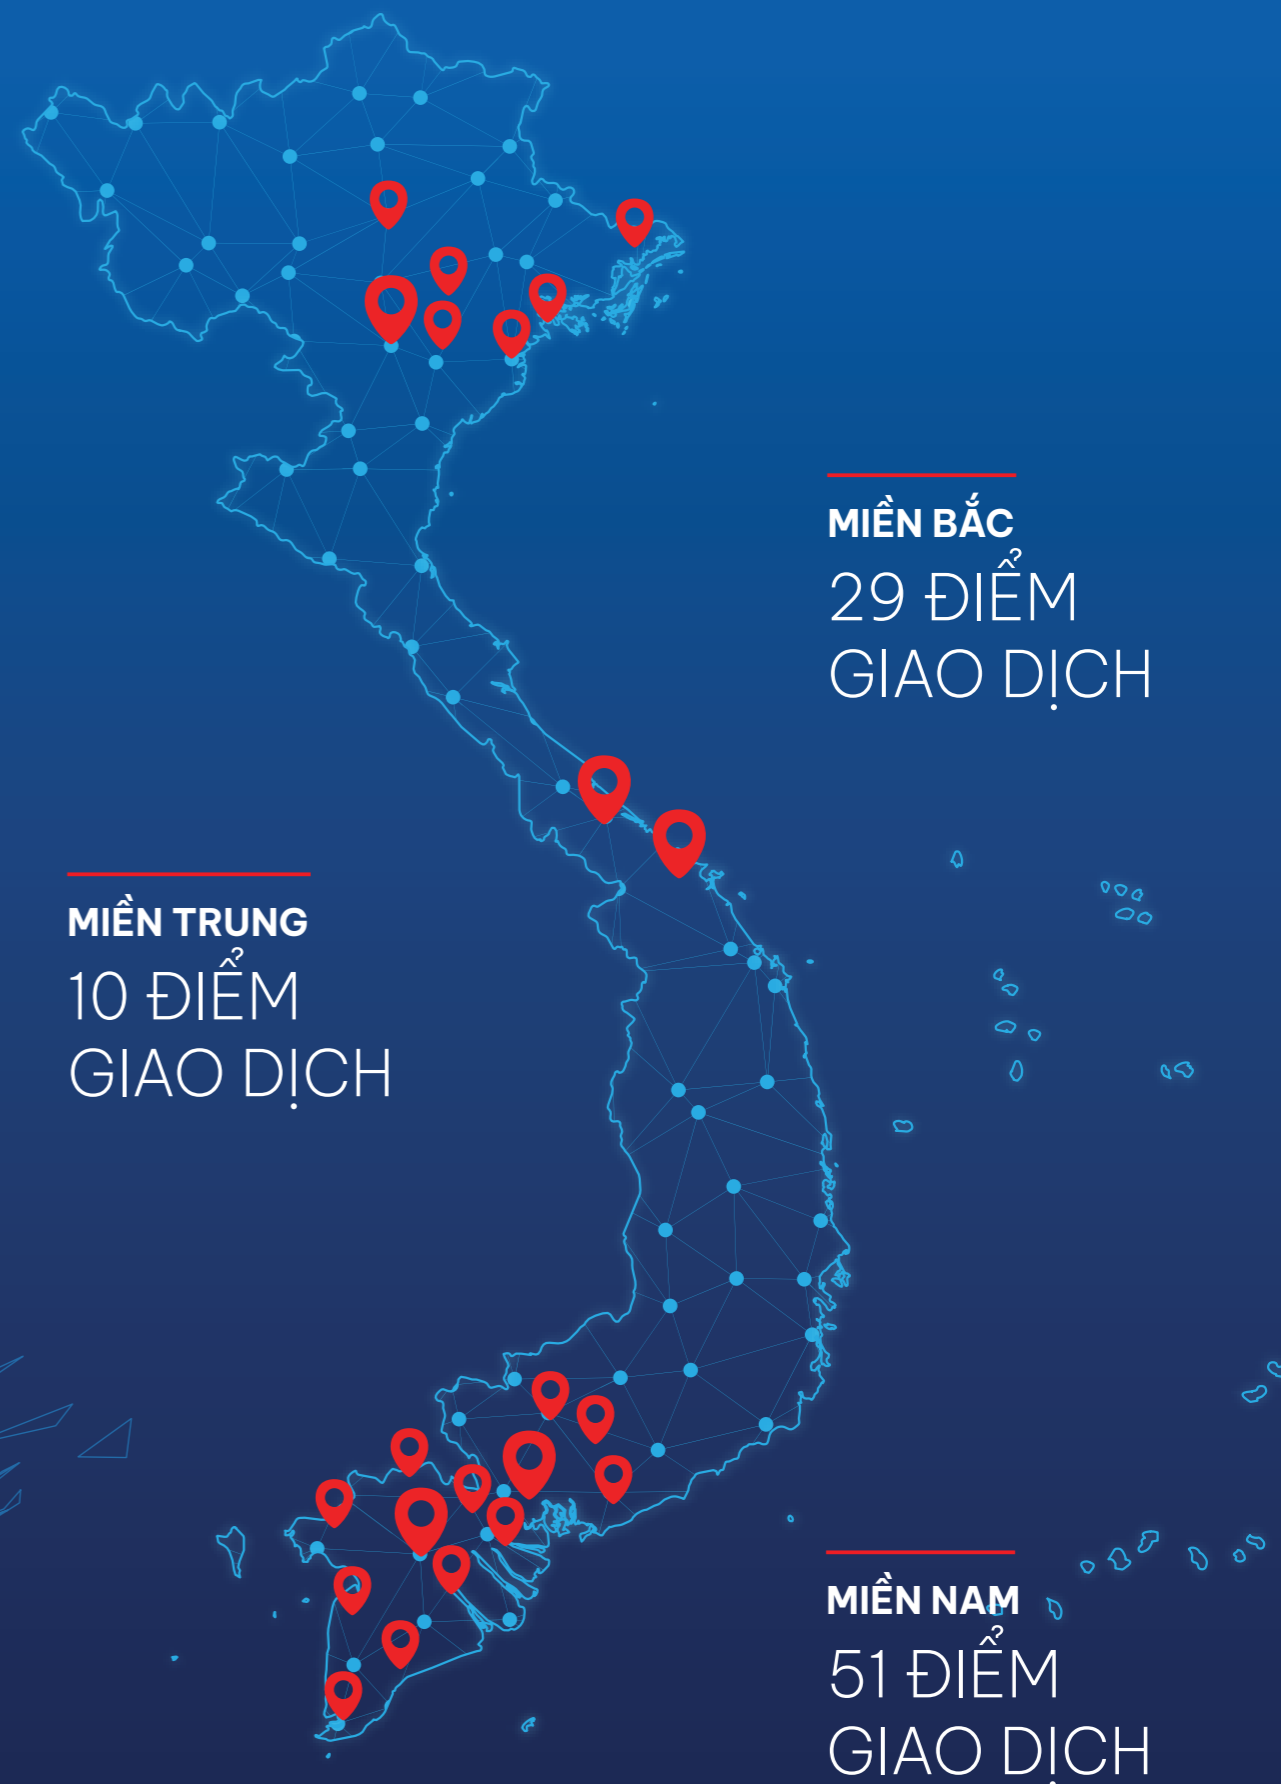 MIỀN BẮC
29 ĐIỂM
GIAO DỊCH
MIỀN TRUNG
10 ĐIỂM
GIAO DỊCH
MIỀN NAM
51 ĐIỂM
GIAO DỊCH